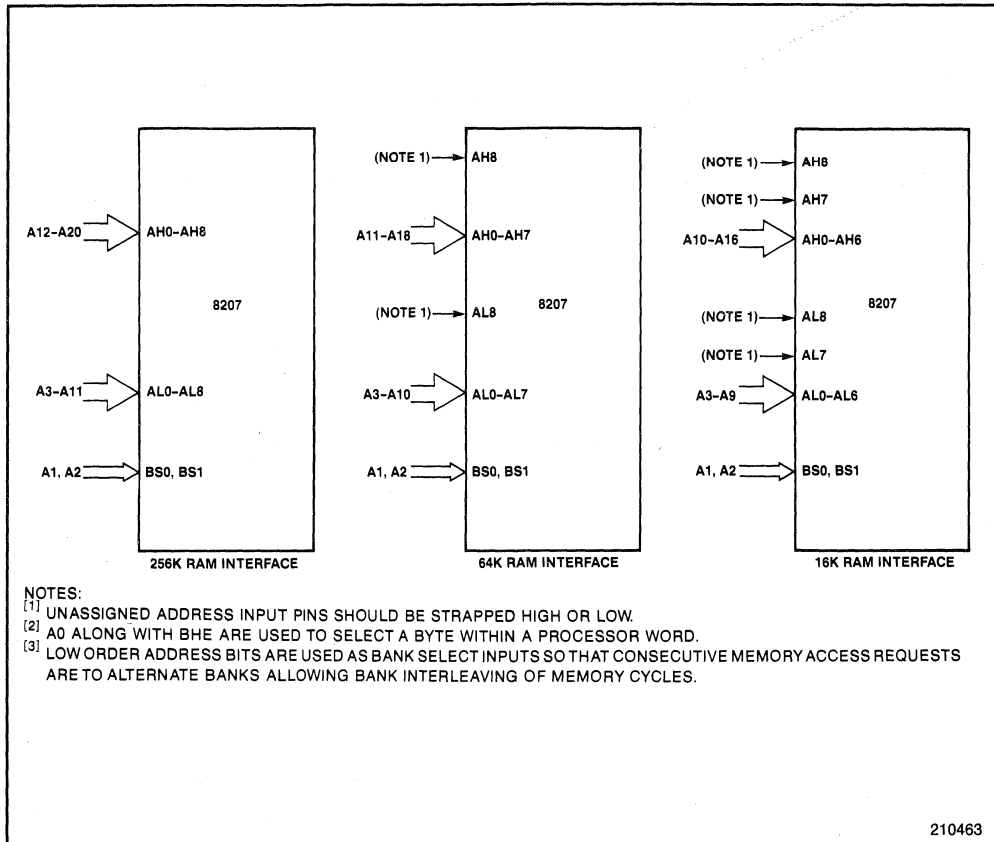 A12–A20
AH0–AH8
8207
A3–A11
AL0–AL8
A1, A2
BS0, BS1
256K RAM INTERFACE
(NOTE 1)
AH8
A11–A18
AH0–AH7
(NOTE 1)
AL8
8207
A3–A10
AL0–AL7
A1, A2
BS0, BS1
64K RAM INTERFACE
(NOTE 1)
AH8
(NOTE 1)
AH7
A10–A16
AH0–AH6
(NOTE 1)
AL8
8207
(NOTE 1)
AL7
A3–A9
AL0–AL6
A1, A2
BS0, BS1
16K RAM INTERFACE
NOTES:
[1] UNASSIGNED ADDRESS INPUT PINS SHOULD BE STRAPPED HIGH OR LOW.
[2] A0 ALONG WITH BHE ARE USED TO SELECT A BYTE WITHIN A PROCESSOR WORD.
[3] LOW ORDER ADDRESS BITS ARE USED AS BANK SELECT INPUTS SO THAT CONSECUTIVE MEMORY ACCESS REQUESTS
ARE TO ALTERNATE BANKS ALLOWING BANK INTERLEAVING OF MEMORY CYCLES.
210463